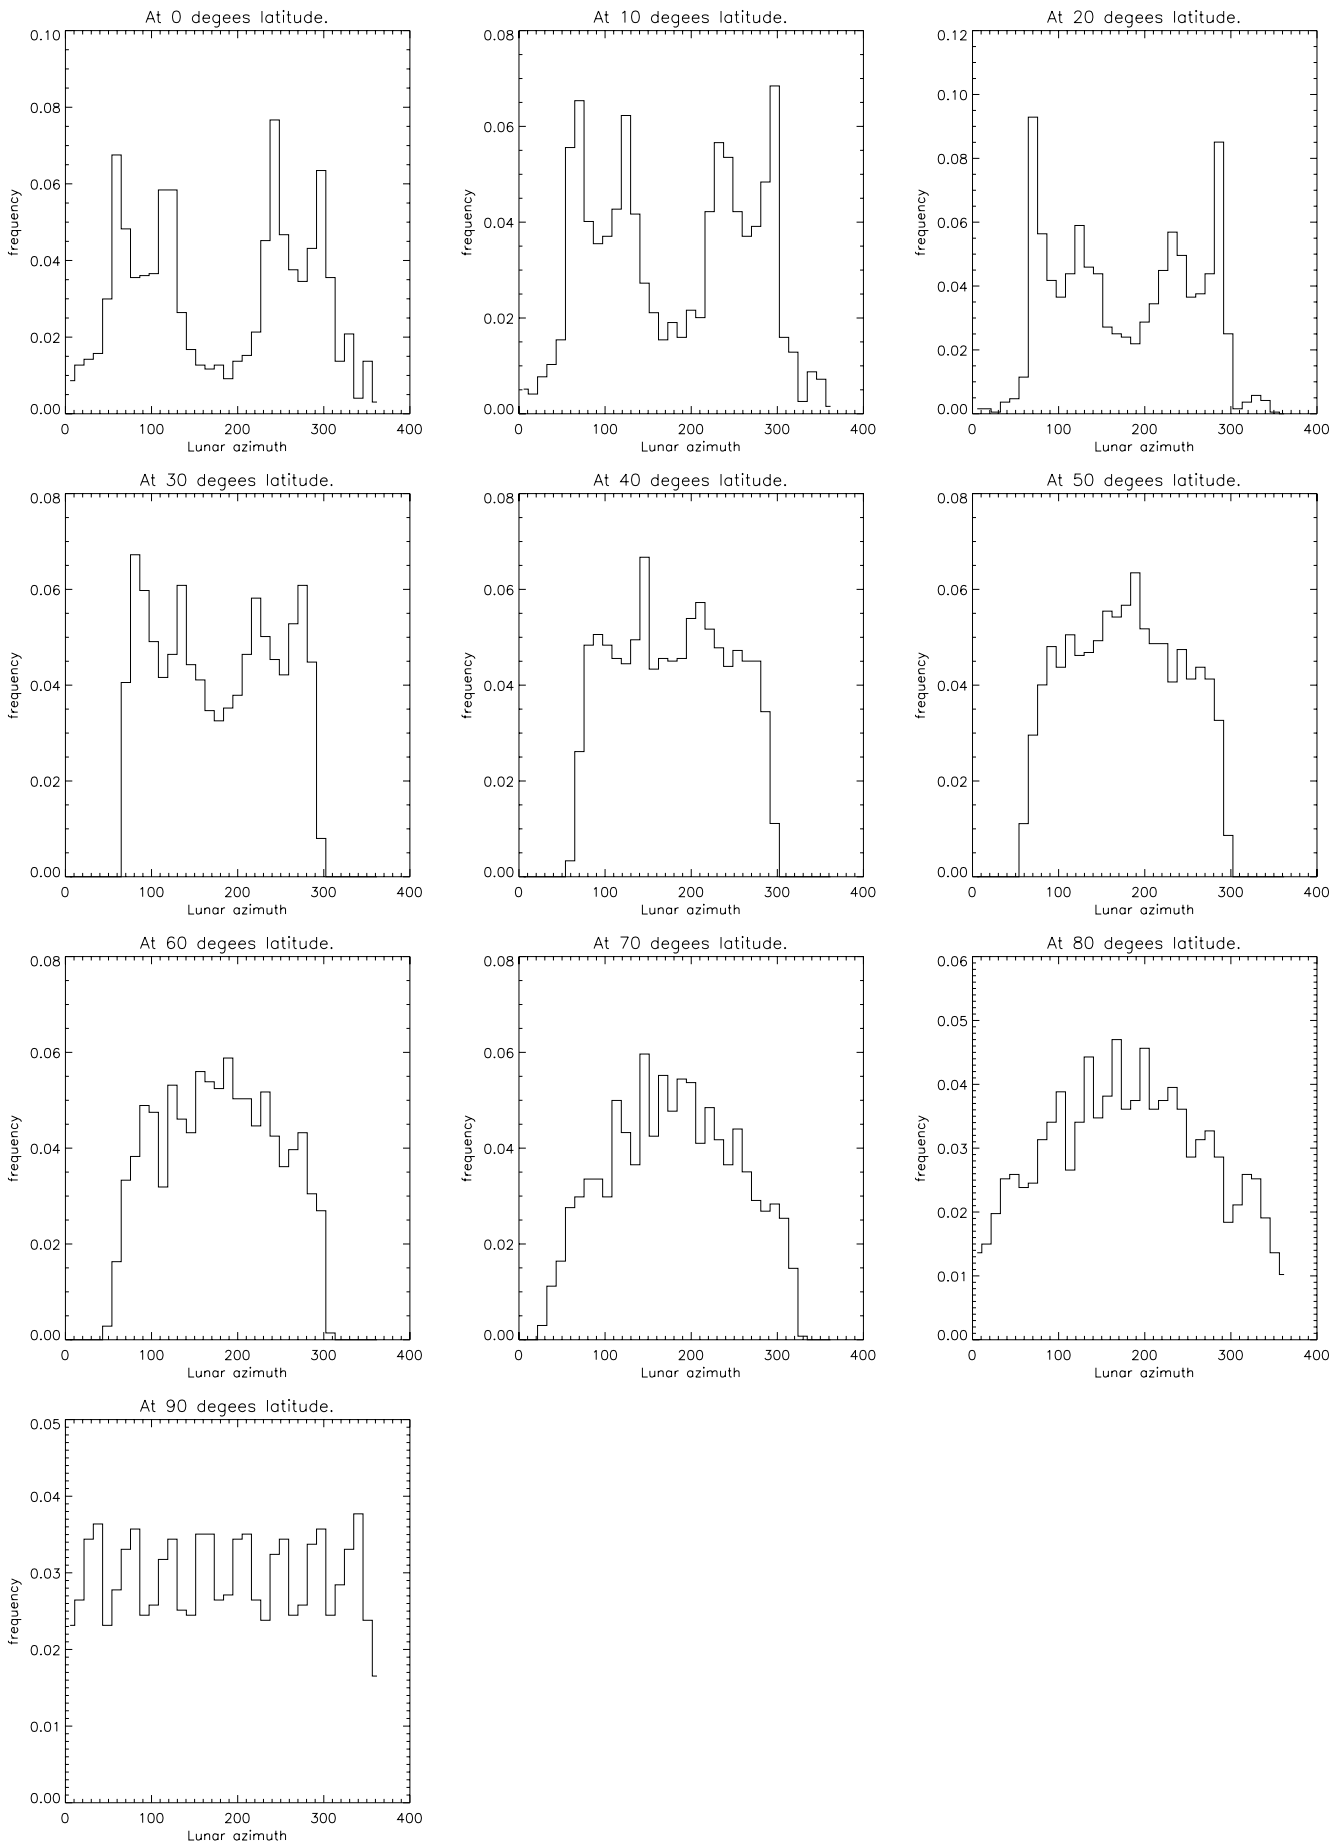 At 0 degees latitude.
0.10
0.08
0.06
0.04
0.02
0.00
frequency
0 100 200 300 400
Lunar azimuth
At 10 degees latitude.
0.08
0.06
0.04
0.02
0.00
frequency
0 100 200 300 400
Lunar azimuth
At 20 degees latitude.
0.12
0.10
0.08
0.06
0.04
0.02
0.00
frequency
0 100 200 300 400
Lunar azimuth
At 30 degees latitude.
0.08
0.06
0.04
0.02
0.00
frequency
0 100 200 300 400
Lunar azimuth
At 40 degees latitude.
0.08
0.06
0.04
0.02
0.00
frequency
0 100 200 300 400
Lunar azimuth
At 50 degees latitude.
0.08
0.06
0.04
0.02
0.00
frequency
0 100 200 300 400
Lunar azimuth
At 60 degees latitude.
0.08
0.06
0.04
0.02
0.00
frequency
0 100 200 300 400
Lunar azimuth
At 70 degees latitude.
0.08
0.06
0.04
0.02
0.00
frequency
0 100 200 300 400
Lunar azimuth
At 80 degees latitude.
0.06
0.05
0.04
0.03
0.02
0.01
0.00
frequency
0 100 200 300 400
Lunar azimuth
At 90 degees latitude.
0.05
0.04
0.03
0.02
0.01
0.00
frequency
0 100 200 300 400
Lunar azimuth